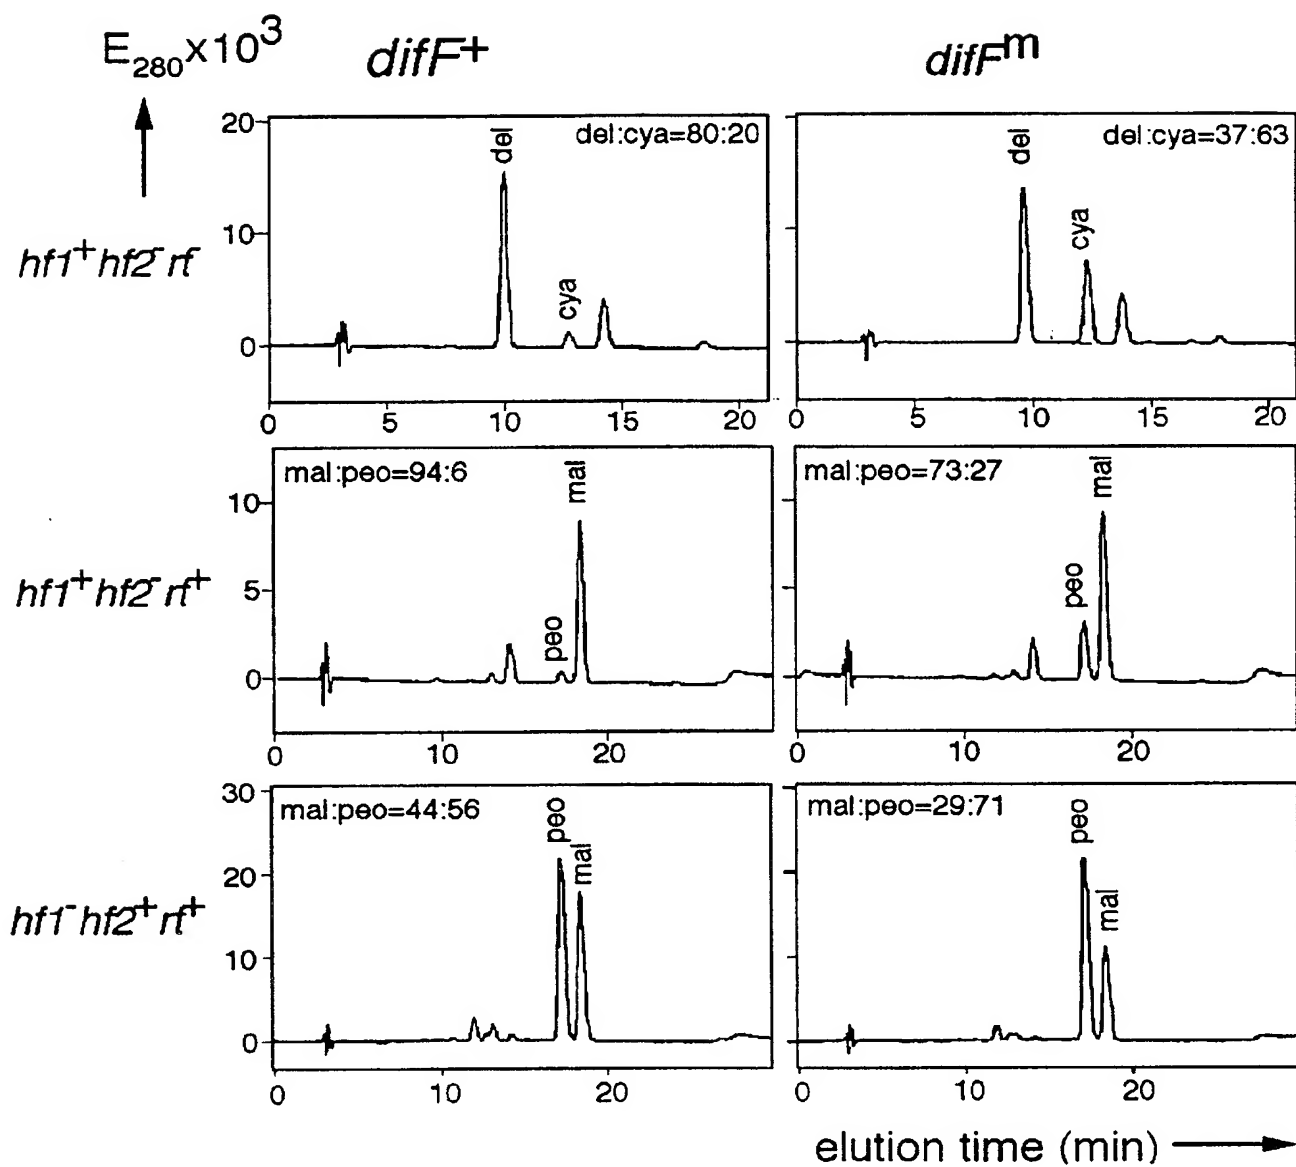 E₂₈₀x10³
difF⁺
difFᵐ
hf1⁺hf2⁻rf⁻
20
10
0
del
cya
del:cya=80:20
0 5 10 15 20
del
cya
del:cya=37:63
0 5 10 15 20
hf1⁺hf2⁻rf⁺
10
5
0
mal:peo=94:6
peo
mal
0 10 20
mal:peo=73:27
peo
mal
0 10 20
hf1⁻hf2⁺rf⁺
30
20
10
0
mal:peo=44:56
peo
mal
0 10 20
mal:peo=29:71
peo
mal
0 10 20
elution time (min)